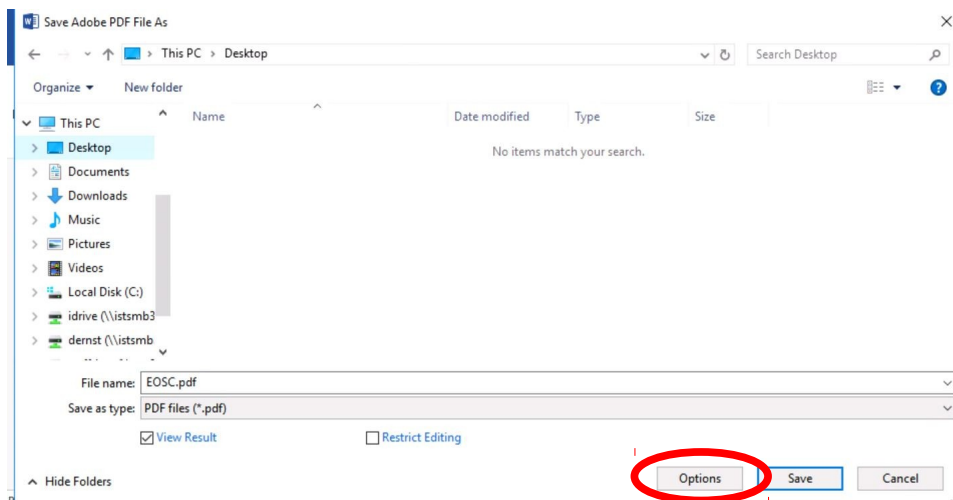 Save Adobe PDF File As
This PC > Desktop
Search Desktop
Organize New folder
Name Date modified Type Size
This PC
Desktop
No items match your search.
Documents
Downloads
Music
Pictures
Videos
Local Disk (C:)
idrive (\\istsmb3
dernst (\\istsmb
File name: EOSC.pdf
Save as type: PDF files (*.pdf)
View Result Restrict Editing
Hide Folders Options Save Cancel